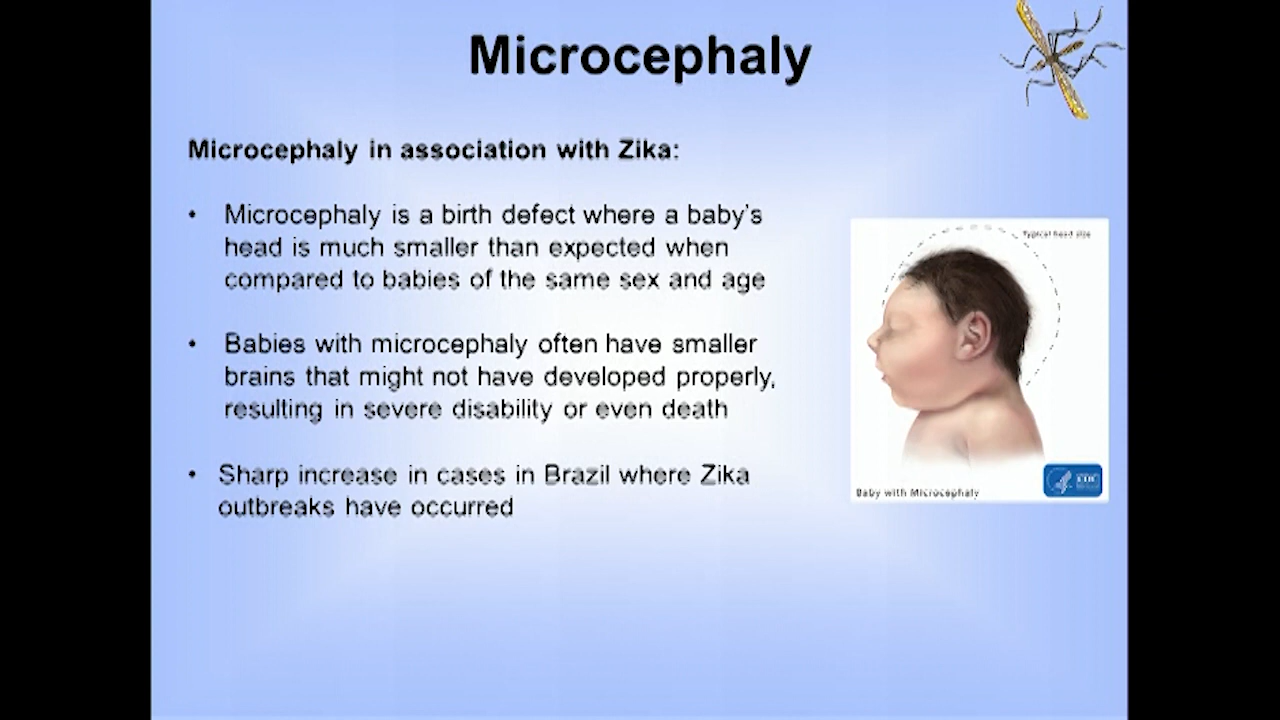 Microcephaly
Microcephaly in association with Zika:
• Microcephaly is a birth defect where a baby's
head is much smaller than expected when
compared to babies of the same sex and age
• Babies with microcephaly often have smaller
brains that might not have developed properly,
resulting in severe disability or even death
• Sharp increase in cases in Brazil where Zika
outbreaks have occurred
Typical head size
Baby with Microcephaly
CDC